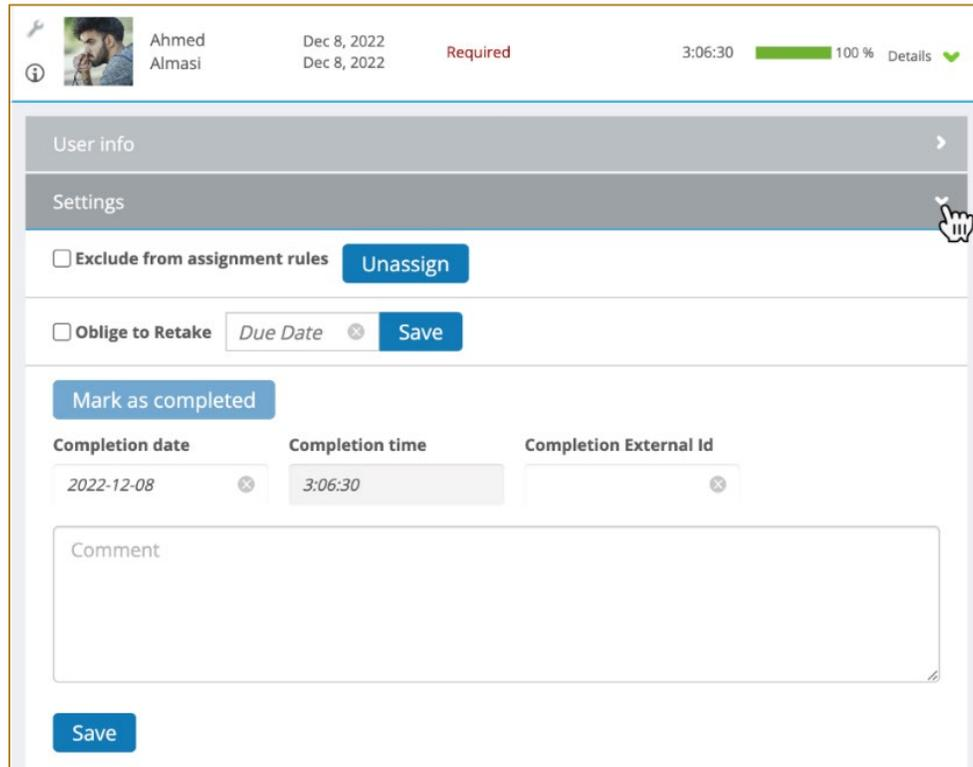 Ahmed
Almasi
Dec 8, 2022
Dec 8, 2022
Required
3:06:30
100 %
Details
User info
Settings
Exclude from assignment rules
Unassign
Oblige to Retake
Due Date
Save
Mark as completed
Completion date
Completion time
Completion External Id
2022-12-08
3:06:30
Comment
Save